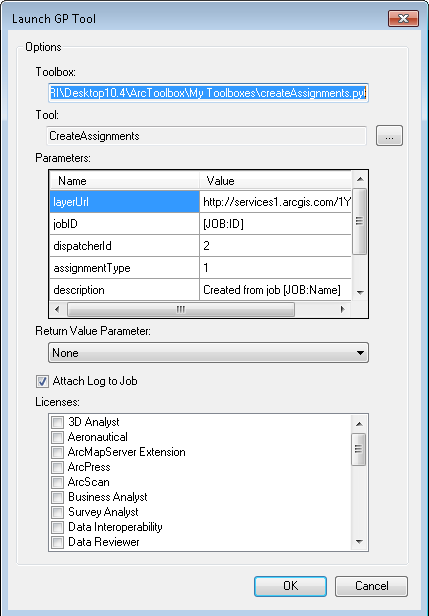 Launch GP Tool
Options
Toolbox:
RI\Desktop10.4\ArcToolbox\My Toolboxes\createAssignments.pyt
Tool:
CreateAssignments
...
Parameters:
Name Value
layerUrl http://services1.arcgis.com/1Y
jobID [JOB:ID]
dispatcherId 2
assignmentType 1
description Created from job [JOB:Name]
Return Value Parameter:
None
Attach Log to Job
Licenses:
3D Analyst
Aeronautical
ArcMapServer Extension
ArcPress
ArcScan
Business Analyst
Survey Analyst
Data Interoperability
Data Reviewer
OK Cancel